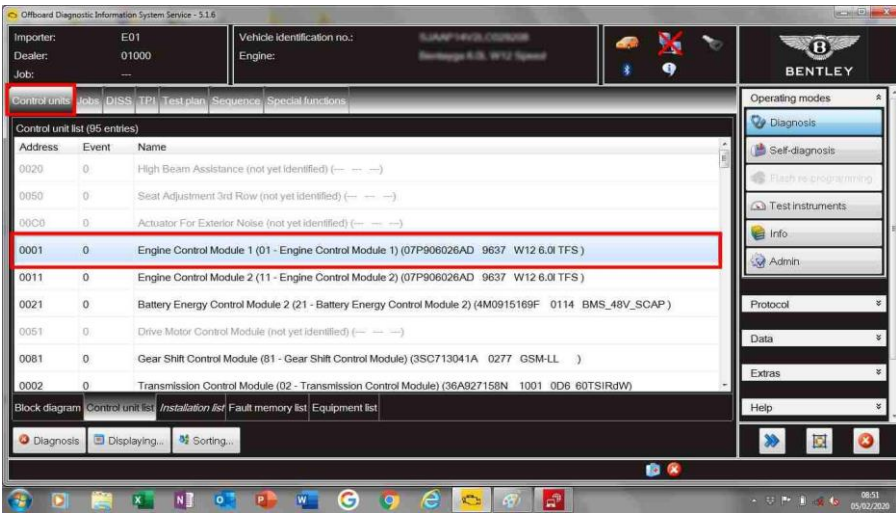 Offboard Diagnostic Information System Service - 5.1.6
Importer: E01
Dealer: 01000
Job: ---
Vehicle identification no.:
Engine:
BENTLEY
Control units Jobs DISS TPI Test plan Sequence Special functions
Control unit list (95 entries)
Address Event Name
0020 0 High Beam Assistance (not yet identified) (--- --- ---)
0050 0 Seat Adjustment 3rd Row (not yet identified) (--- --- ---)
00C0 0 Actuator For Exterior Noise (not yet identified) (--- --- ---)
0001 0 Engine Control Module 1 (01 - Engine Control Module 1) (07P906026AD 9637 W12 6.0l TFS )
0011 0 Engine Control Module 2 (11 - Engine Control Module 2) (07P906026AD 9637 W12 6.0l TFS )
0021 0 Battery Energy Control Module 2 (21 - Battery Energy Control Module 2) (4M0915169F 0114 BMS_48V_SCAP )
0051 0 Drive Motor Control Module (not yet identified) (--- --- ---)
0081 0 Gear Shift Control Module (81 - Gear Shift Control Module) (3SC713041A 0277 GSM-LL )
0002 0 Transmission Control Module (02 - Transmission Control Module) (36A927158N 1001 0D6 60TSIRdW)
Block diagram Control unit list Installation list Fault memory list Equipment list
Diagnosis Displaying... Sorting...
Operating modes
Diagnosis
Self-diagnosis
Flash re-programming
Test instruments
Info
Admin
Protocol
Data
Extras
Help
08:51
05/02/2020